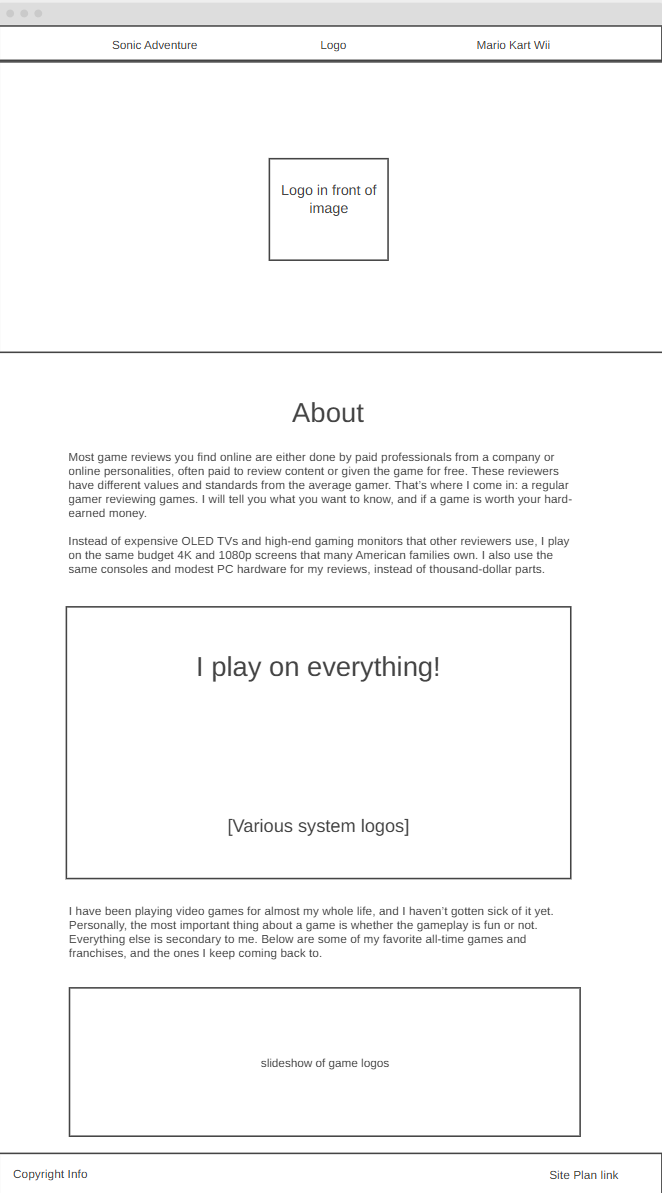 Sonic Adventure Logo Mario Kart Wii
Logo in front of
image
About
Most game reviews you find online are either done by paid professionals from a company or
online personalities, often paid to review content or given the game for free. These reviewers
have different values and standards from the average gamer. That’s where I come in: a regular
gamer reviewing games. I will tell you what you want to know, and if a game is worth your hard-
earned money.
Instead of expensive OLED TVs and high-end gaming monitors that other reviewers use, I play
on the same budget 4K and 1080p screens that many American families own. I also use the
same consoles and modest PC hardware for my reviews, instead of thousand-dollar parts.
I play on everything!
[Various system logos]
I have been playing video games for almost my whole life, and I haven’t gotten sick of it yet.
Personally, the most important thing about a game is whether the gameplay is fun or not.
Everything else is secondary to me. Below are some of my favorite all-time games and
franchises, and the ones I keep coming back to.
slideshow of game logos
Copyright Info Site Plan link